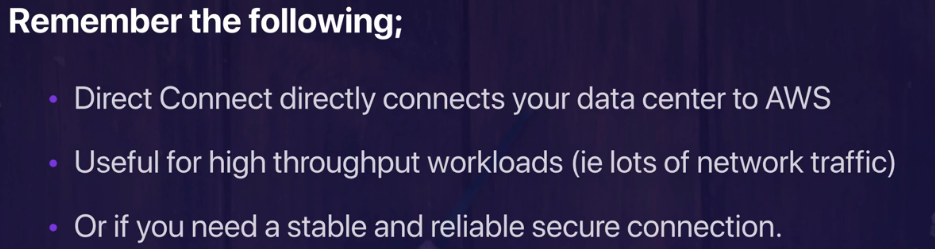 Remember the following;
• Direct Connect directly connects your data center to AWS
• Useful for high throughput workloads (ie lots of network traffic)
• Or if you need a stable and reliable secure connection.